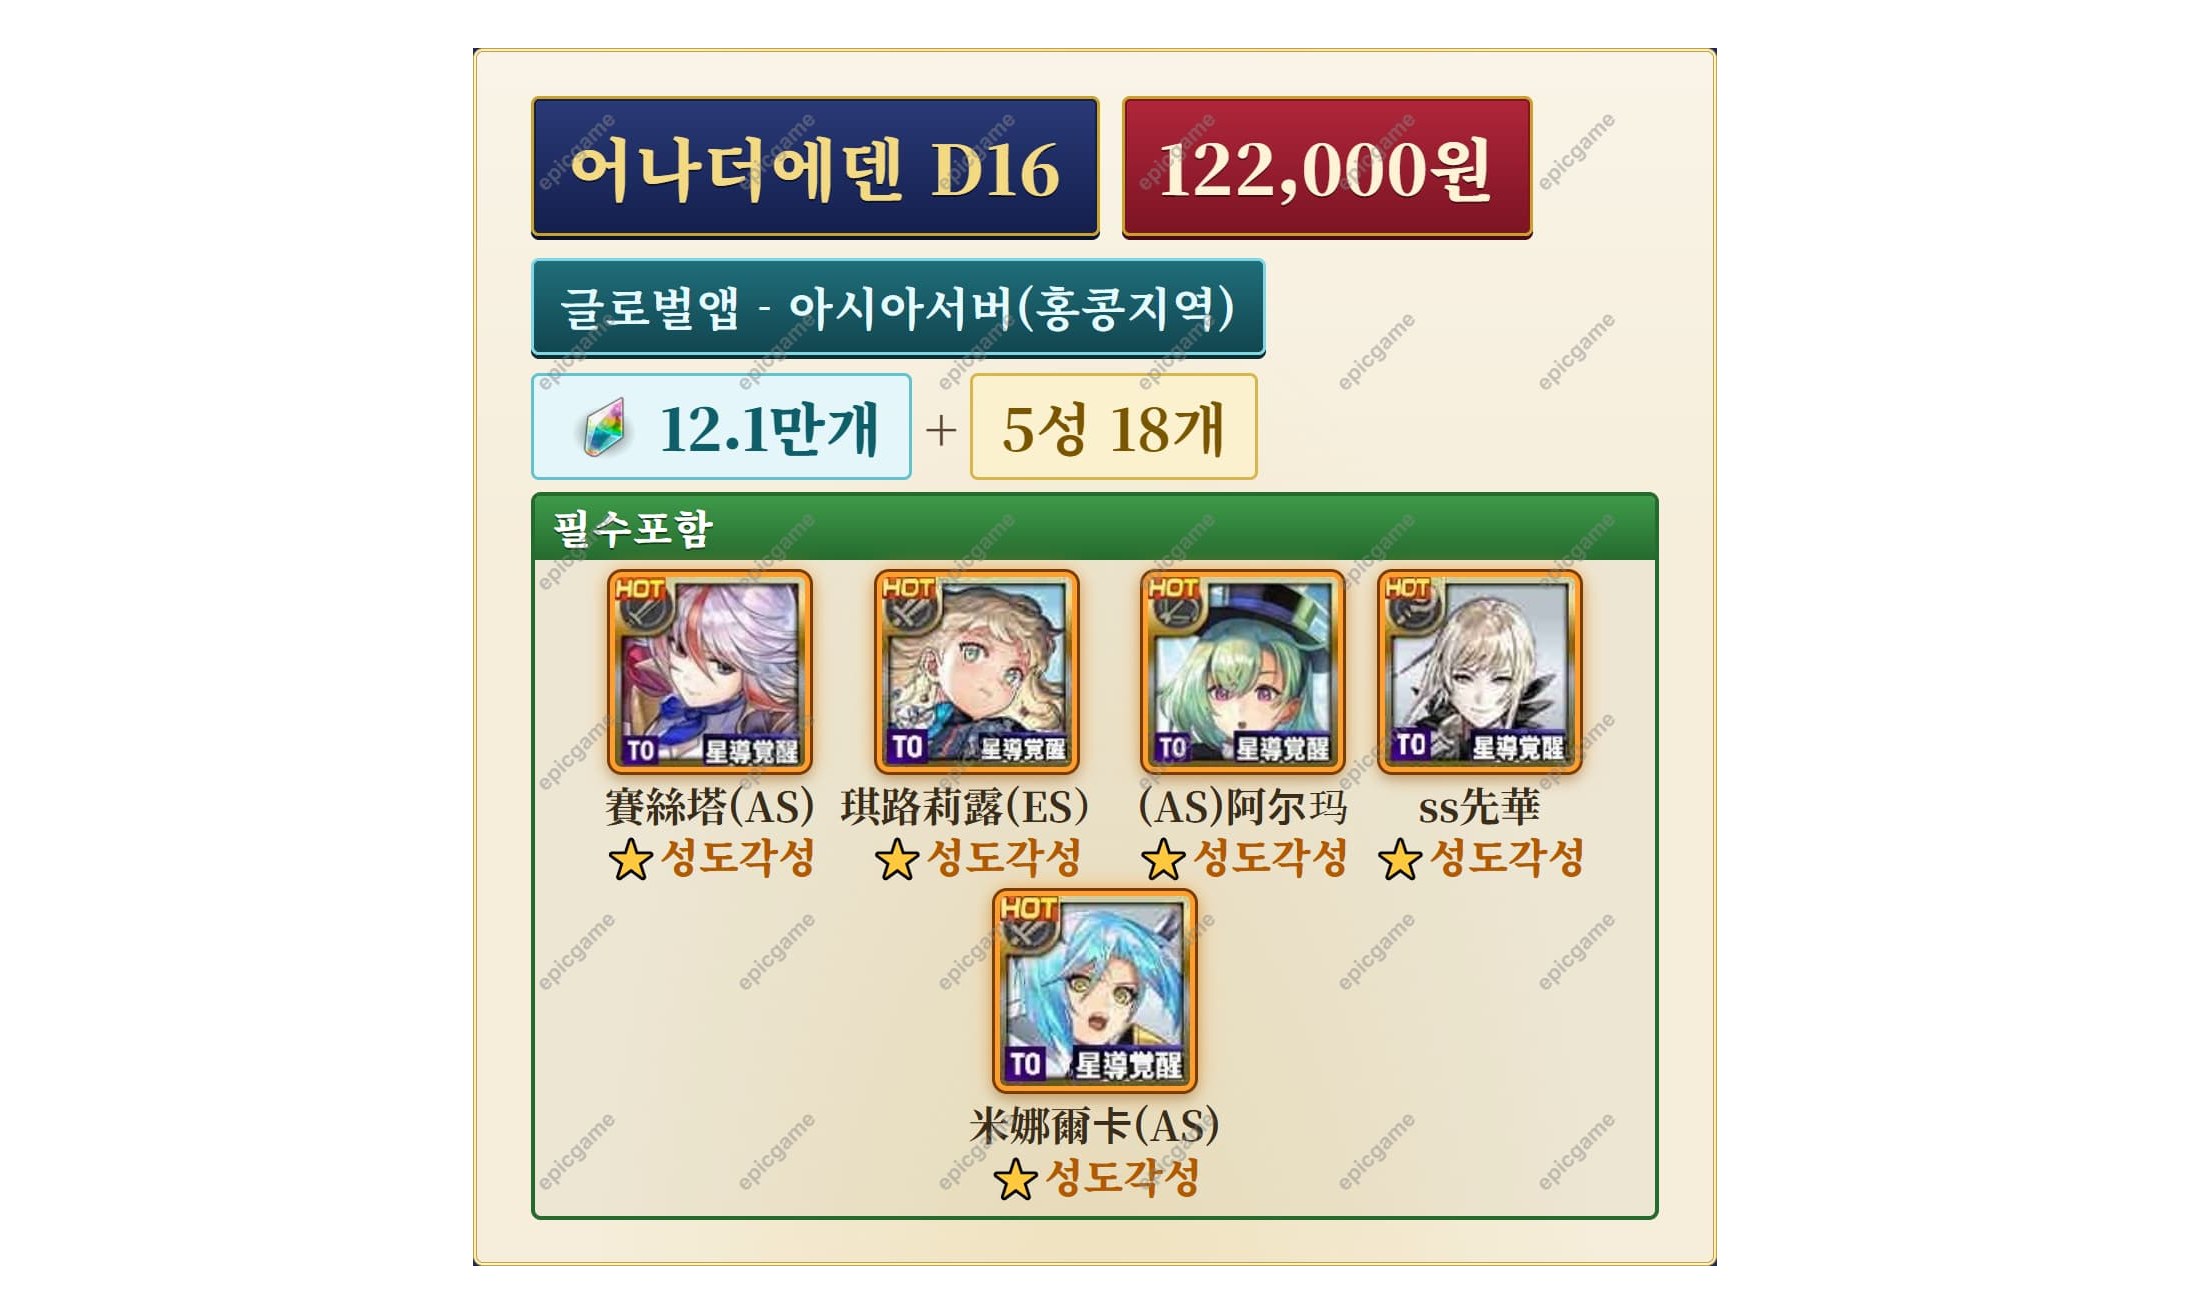 어나더에덴 D16
122,000원
글로벌앱 - 아시아서버(홍콩지역)
12.1만개 + 5성 18개
필수포함
HOT HOT HOT HOT
TO 星導覚醒 TO 星導覚醒 TO 星導覚醒 TO 星導覚醒
賽絲塔(AS) 琪路莉露(ES) (AS)阿尔玛 ss先華
성도각성 성도각성 성도각성 성도각성
HOT
TO 星導覚醒
米娜爾卡(AS)
성도각성
epicgame